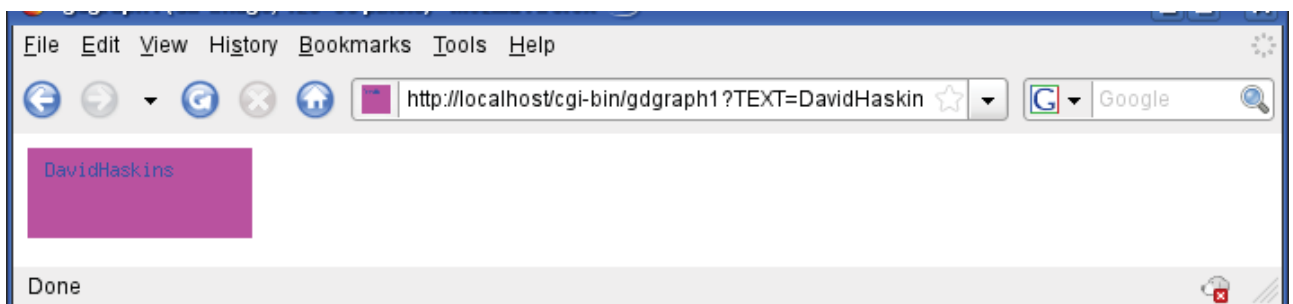 File Edit View History Bookmarks Tools Help
http://localhost/cgi-bin/gdgraph1?TEXT=DavidHaskin
G Google
DavidHaskins
Done